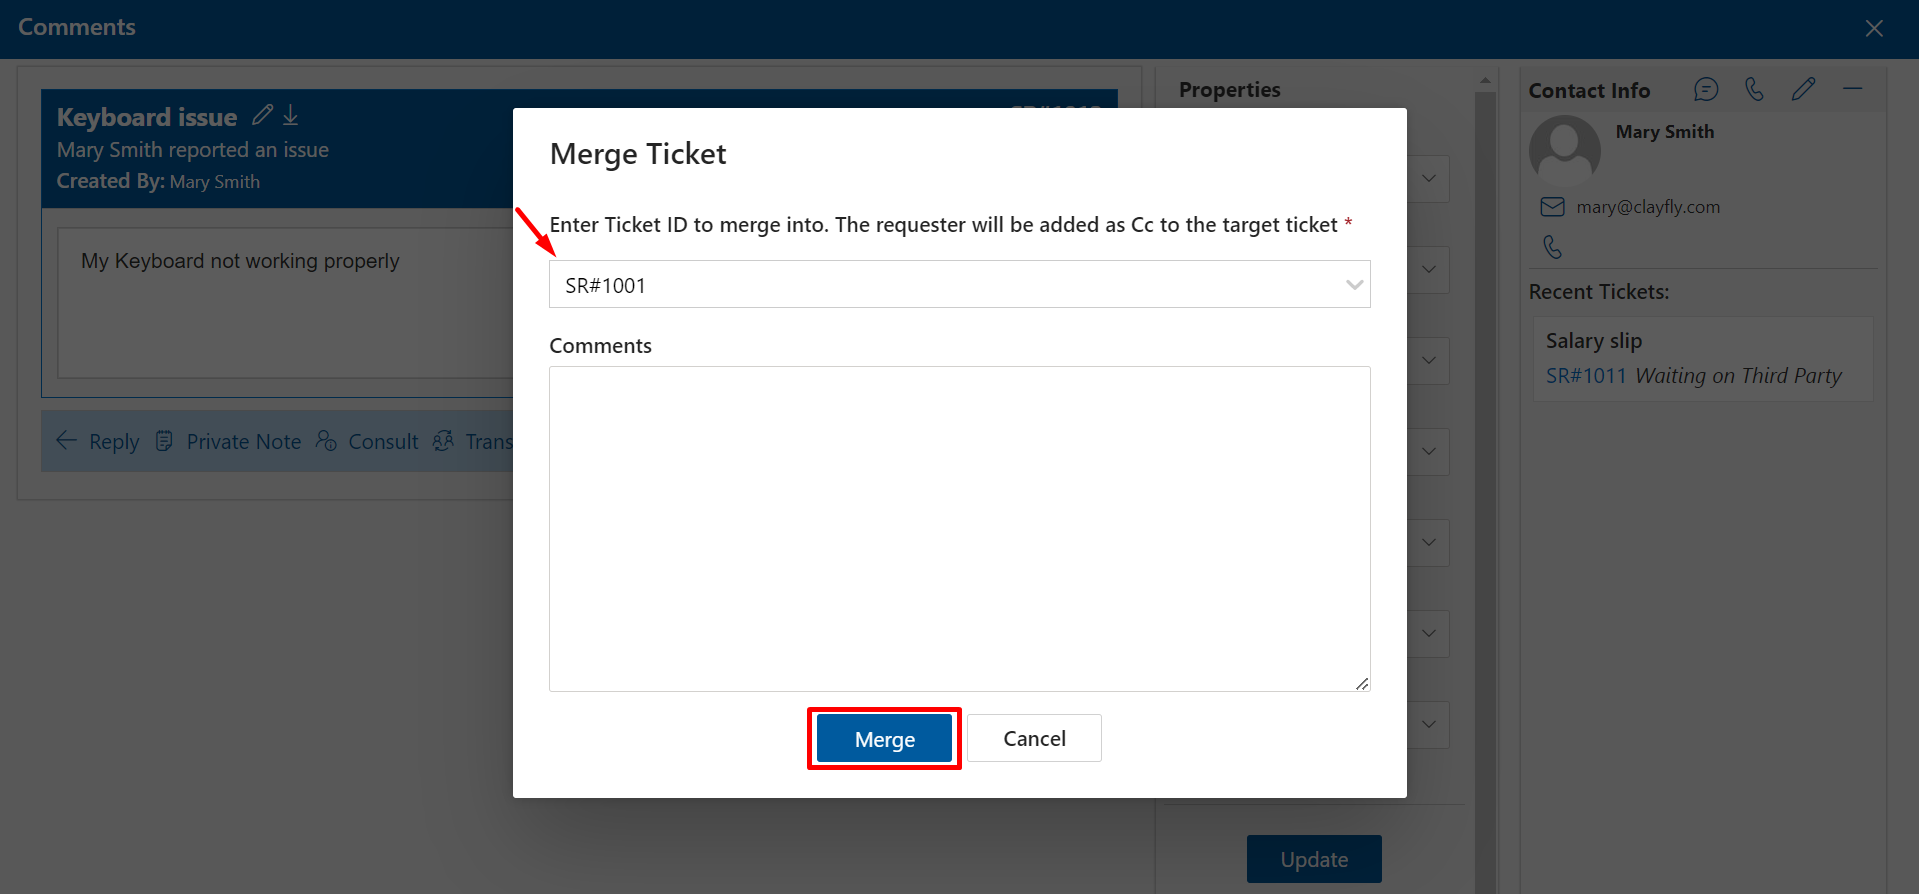 Comments
Keyboard issue
Mary Smith reported an issue
Created By: Mary Smith
My Keyboard not working properly
Reply Private Note Consult Trans
Merge Ticket
Enter Ticket ID to merge into. The requester will be added as Cc to the target ticket *
SR#1001
Comments
Merge Cancel
Properties
Update
Contact Info
Mary Smith
mary@clayfly.com
Recent Tickets:
Salary slip
SR#1011 Waiting on Third Party